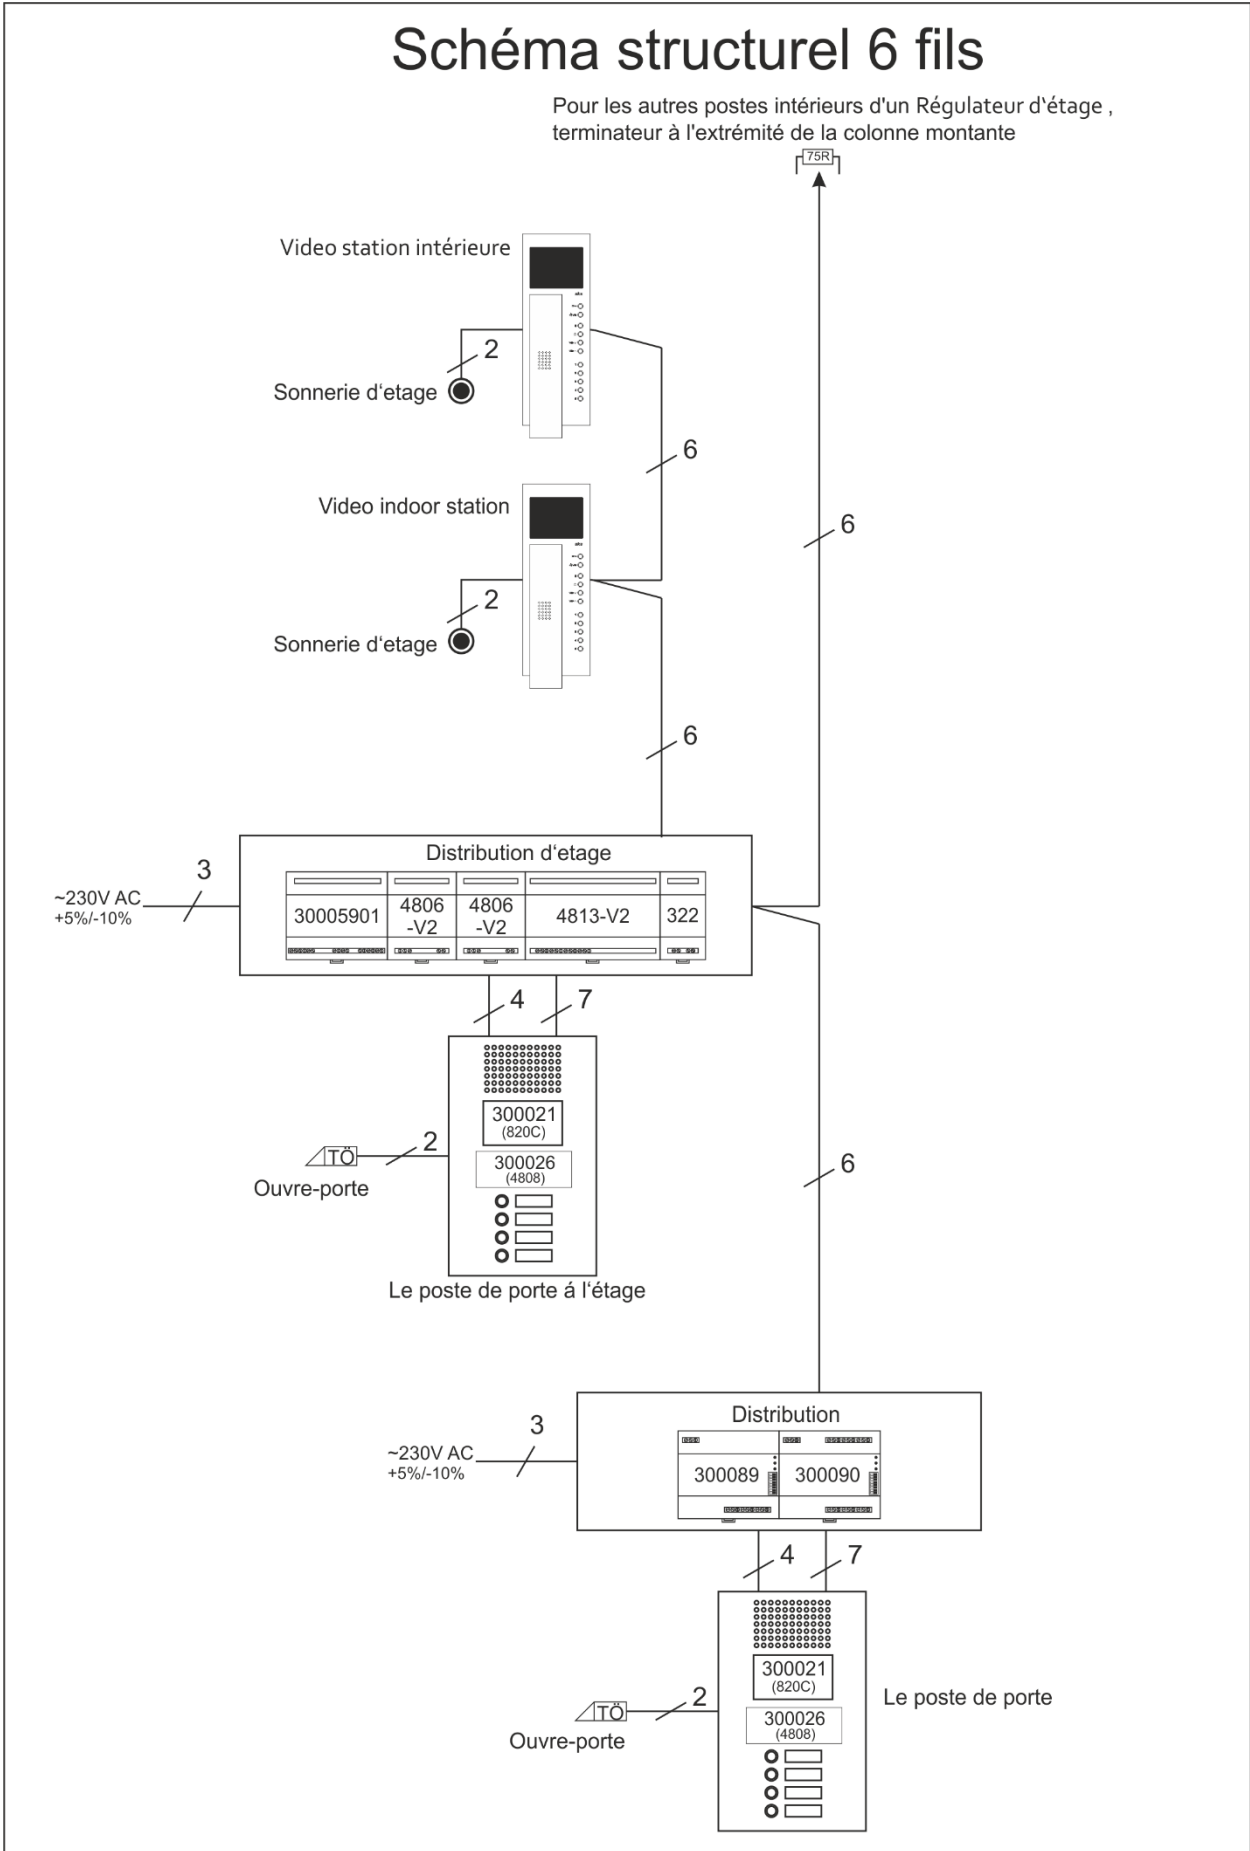 Schéma structurel 6 fils
Pour les autres postes intérieurs d'un Régulateur d'étage ,
terminateur à l'extrémité de la colonne montante
75R
Video station intérieure
2
Sonnerie d'etage
6
Video indoor station
6
2
Sonnerie d'etage
6
Distribution d'etage
3
~230V AC
+5%/-10%
30005901
4806
-V2
4806
-V2
4813-V2
322
4
7
300021
(820C)
2
TÖ
300026
(4808)
Ouvre-porte
6
Le poste de porte á l'étage
Distribution
3
~230V AC
+5%/-10%
300089
300090
4
7
300021
(820C)
Le poste de porte
2
TÖ
300026
(4808)
Ouvre-porte